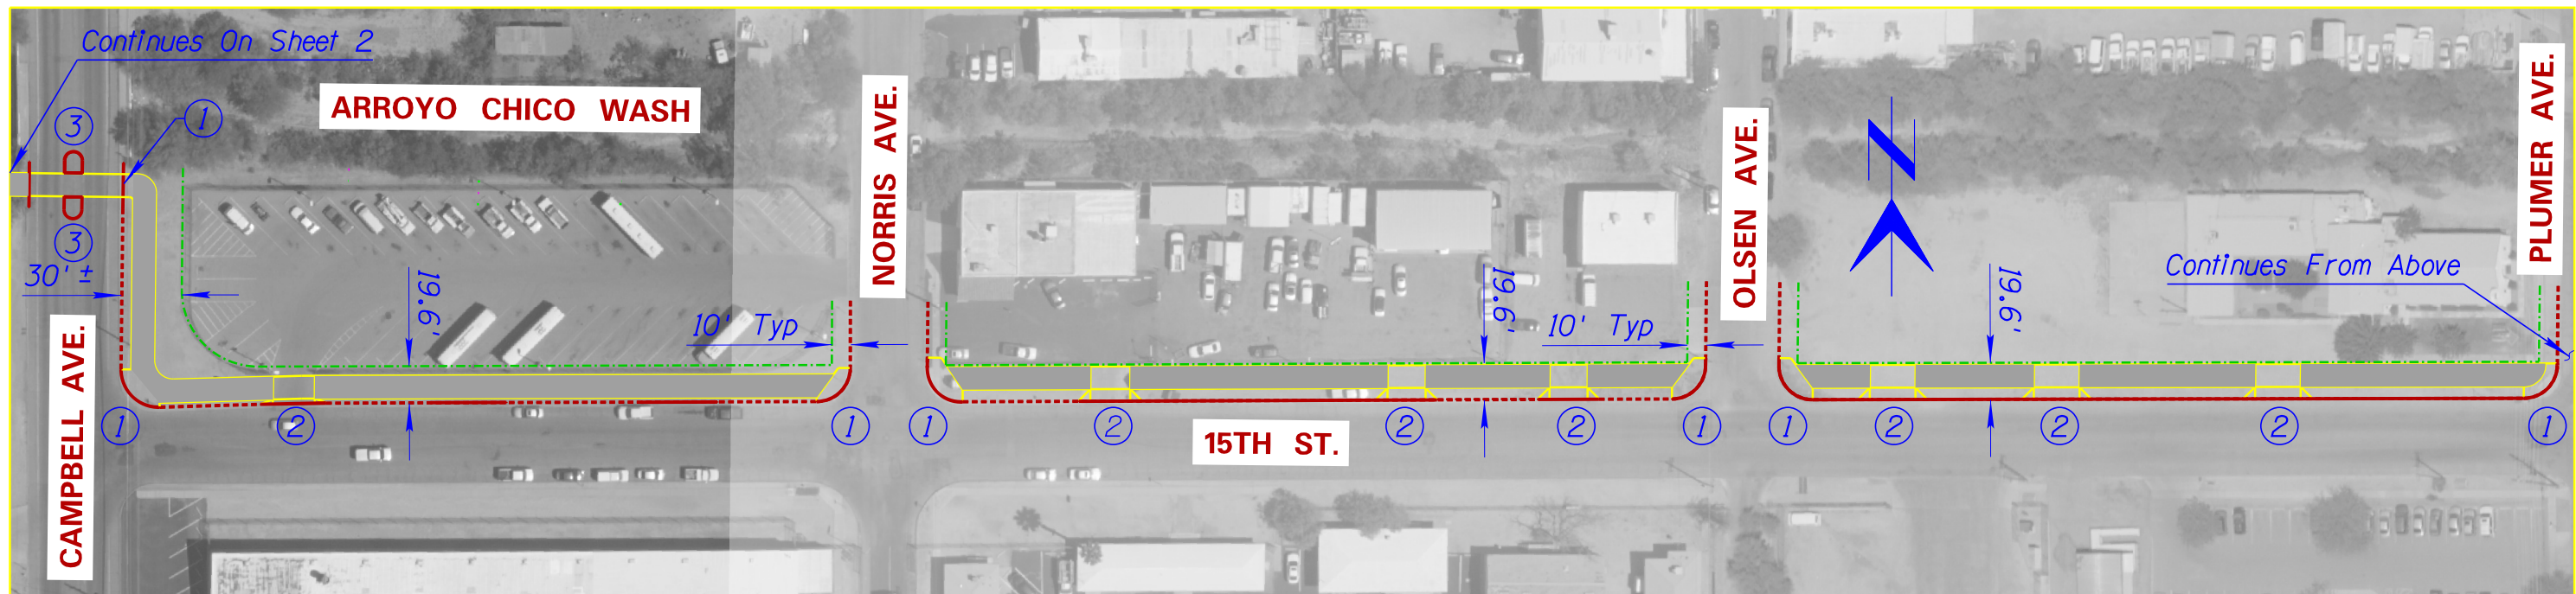 Continues On Sheet 2
ARROYO CHICO WASH
3
1
3
30' ±
CAMPBELL AVE.
19.6'
10' Typ
NORRIS AVE.
19.6'
10' Typ
OLSEN AVE.
N
19.6'
Continues From Above
PLUMER AVE.
1
2
1
1
2
2
2
1
1
2
2
2
1
15TH ST.